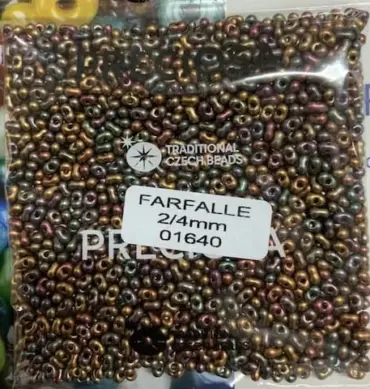 TRADITIONAL
CZECH BEADS
FARFALLE
2/4mm
01640